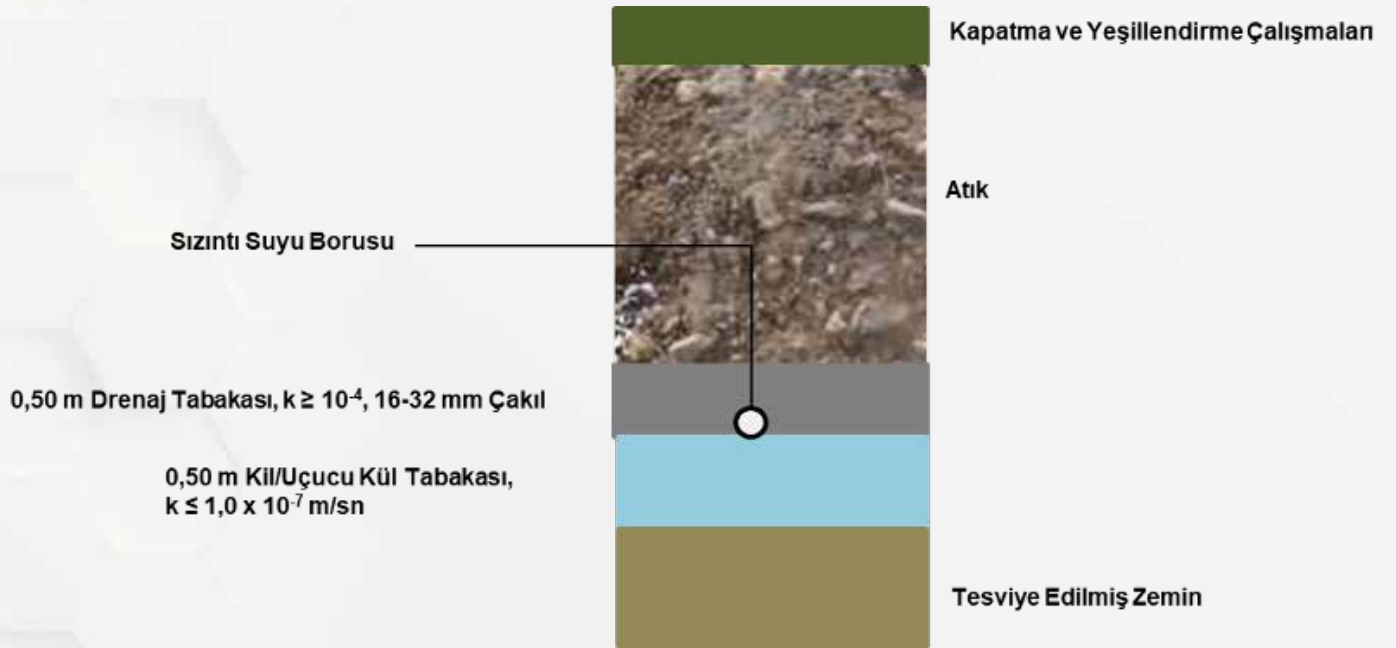 Kapatma ve Yeşillendirme Çalışmaları
Atık
Sızıntı Suyu Borusu
0,50 m Drenaj Tabakası, k ≥ 10⁻⁴, 16-32 mm Çakıl
0,50 m Kil/Uçucu Kül Tabakası,
k ≤ 1,0 x 10⁻⁷ m/sn
Tesviye Edilmiş Zemin